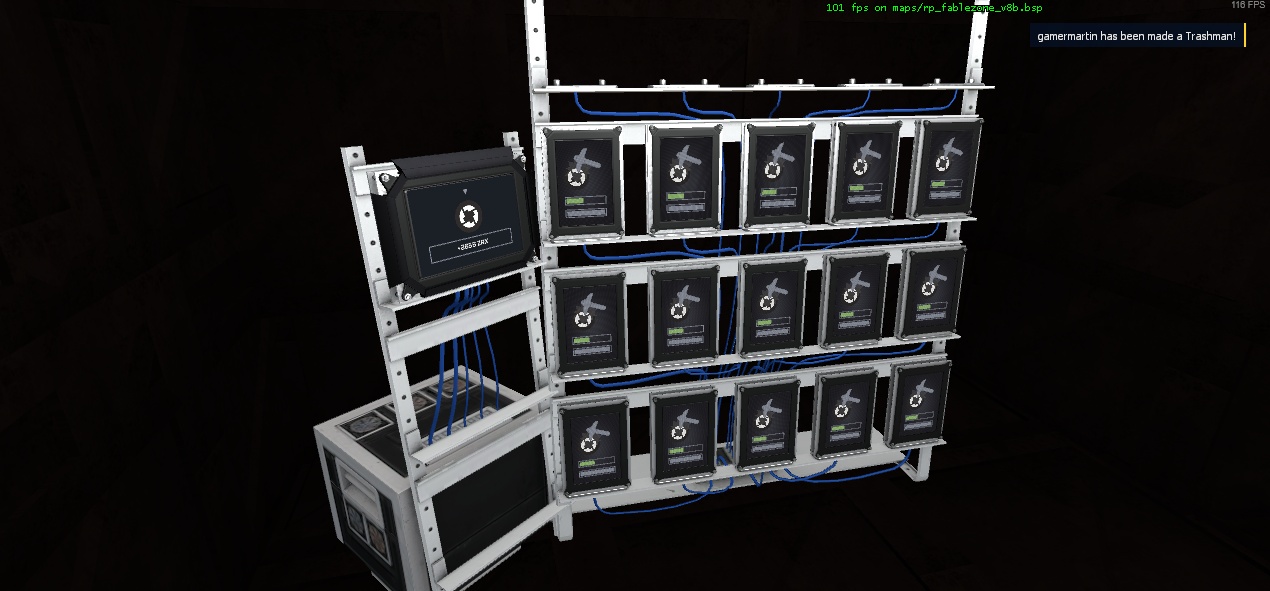 101 fps on maps/rp_fablezone_v8b.bsp
116 FPS
gamermartin has been made a Trashman!